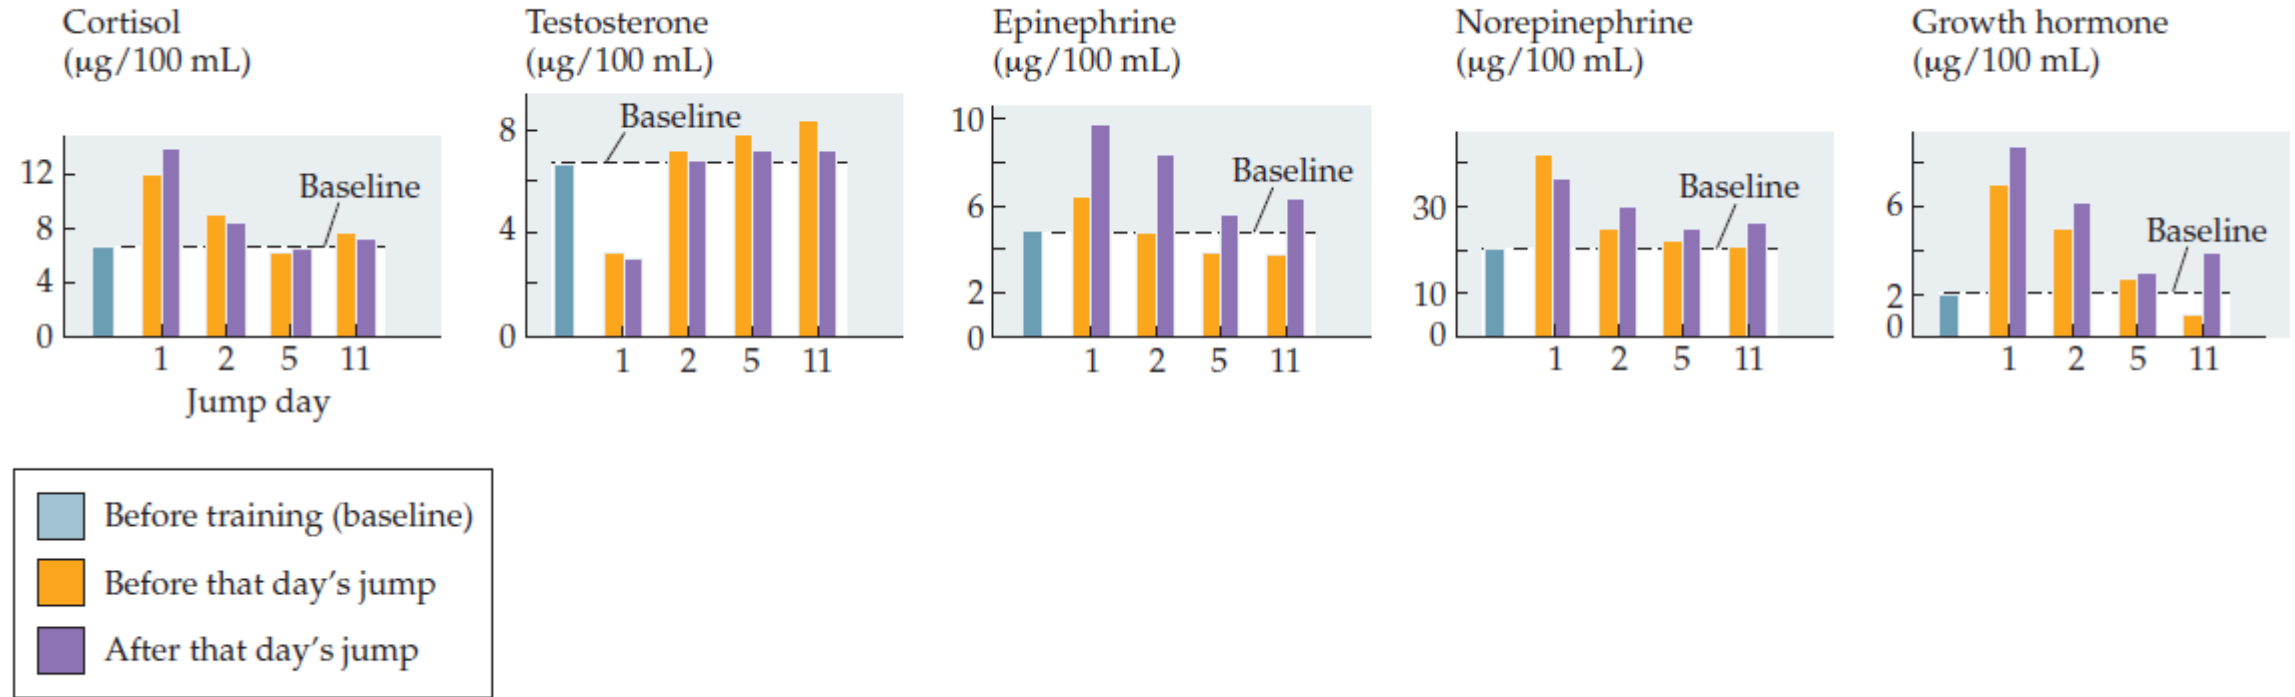 Cortisol
(μg/100 mL)
12
8
4
0
Baseline
1 2 5 11
Jump day
Testosterone
(μg/100 mL)
8
4
0
Baseline
1 2 5 11
Epinephrine
(μg/100 mL)
10
6
2
0
Baseline
1 2 5 11
Norepinephrine
(μg/100 mL)
30
10
0
Baseline
1 2 5 11
Growth hormone
(μg/100 mL)
6
2
0
Baseline
1 2 5 11
Before training (baseline)
Before that day's jump
After that day's jump